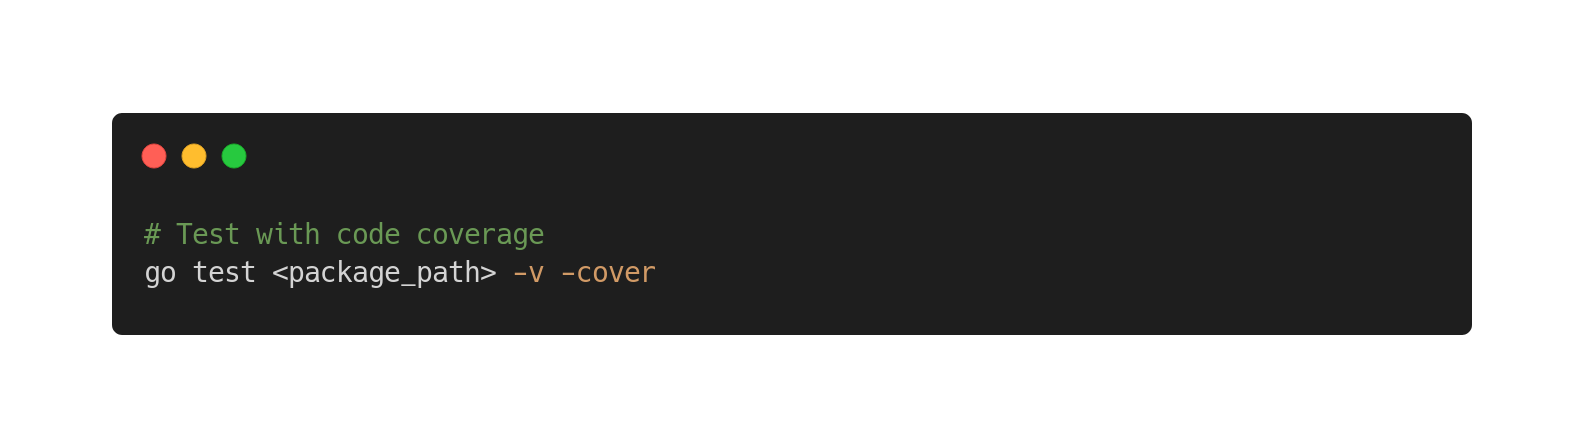 # Test with code coverage
go test <package_path> -v -cover